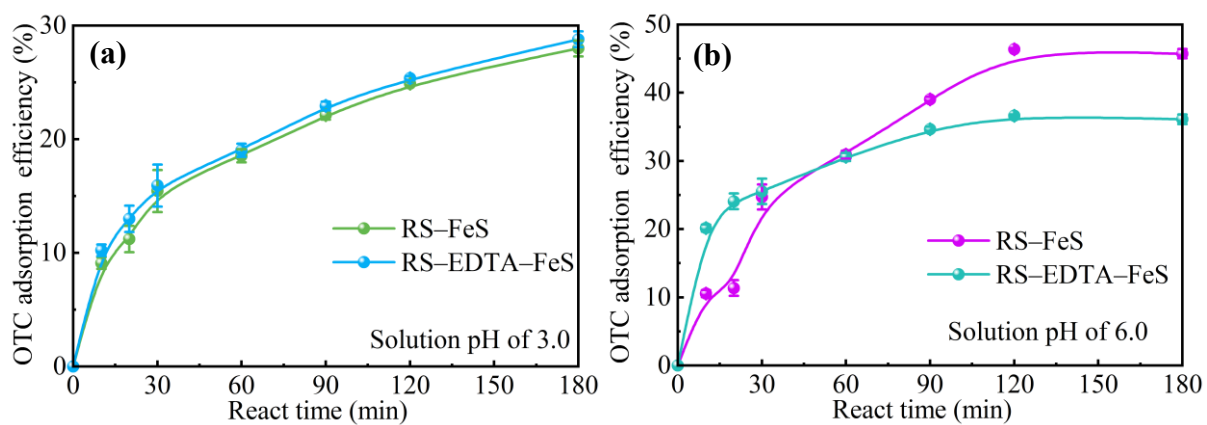 (a)
OTC adsorption efficiency (%)
30
20
10
0
RS–FeS
RS–EDTA–FeS
Solution pH of 3.0
0 30 60 90 120 150 180
React time (min)
(b)
OTC adsorption efficiency (%)
50
40
30
20
10
0
RS–FeS
RS–EDTA–FeS
Solution pH of 6.0
0 30 60 90 120 150 180
React time (min)